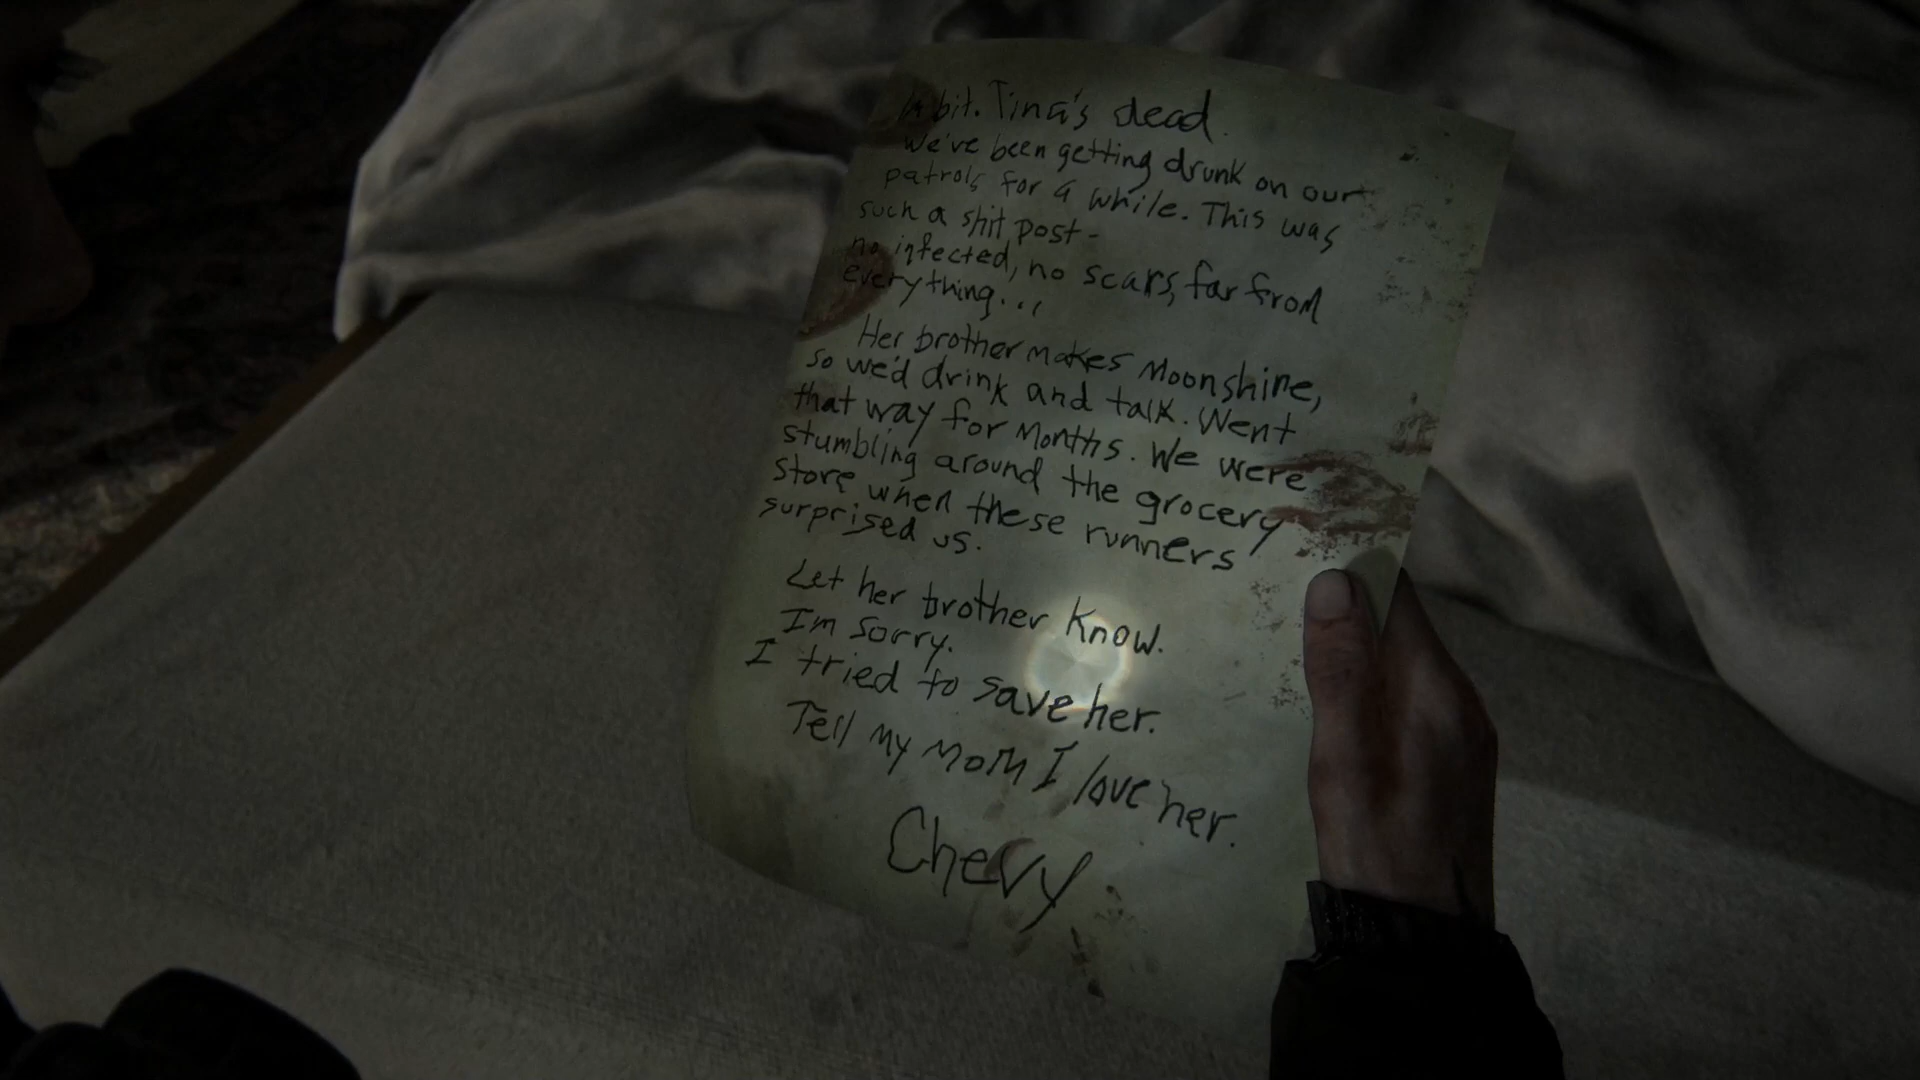 bit. Tina's dead.
We've been getting drunk on our
patrols for a while. This was
such a shit post-
no infected, no scars, far from
everything...
Her brother makes Moonshine,
so we'd drink and talk. Went
that way for Months. We were
stumbling around the grocery
store when these runners
surprised us.
Let her brother know.
Im sorry.
I tried to save her.
Tell my Mom I love her.
Chevy